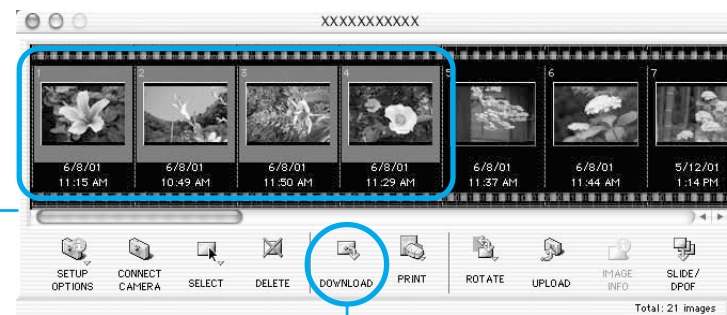 XXXXXXXXXXX
1 2 3 4 5 6 7
6/8/01 6/8/01 6/8/01 6/8/01 6/8/01 6/8/01 5/12/01
11:15 AM 10:49 AM 11:50 AM 11:29 AM 11:37 AM 11:44 AM 1:14 PM
SETUP OPTIONS
CONNECT CAMERA
SELECT
DELETE
DOWNLOAD
PRINT
ROTATE
UPLOAD
IMAGE INFO
SLIDE/ DPOF
Total: 21 images